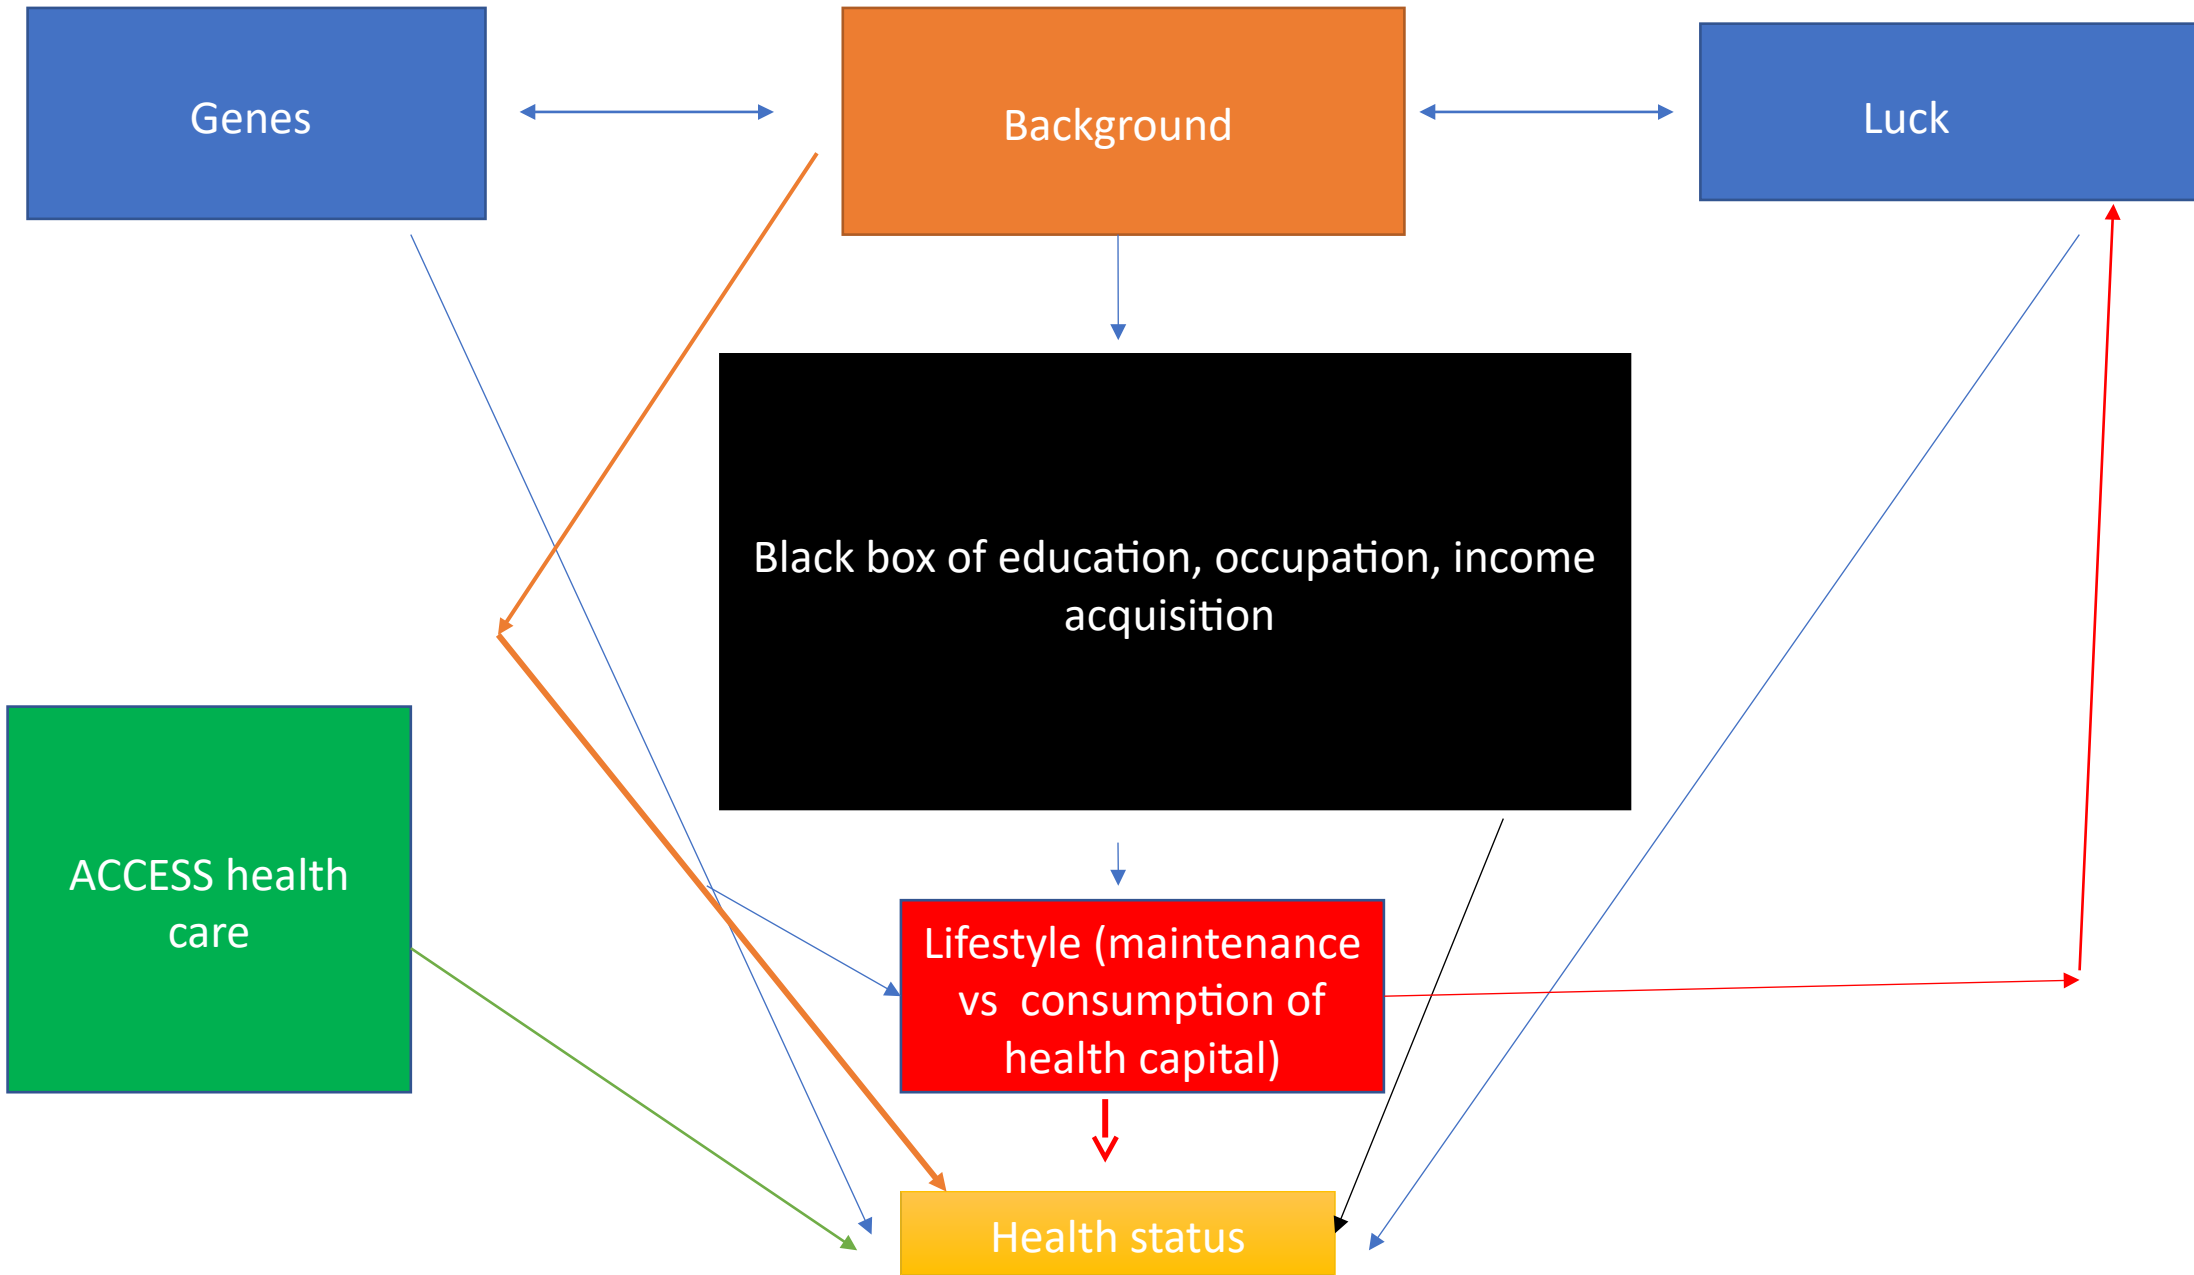 Genes
Background
Luck
Black box of education, occupation, income
acquisition
ACCESS health
care
Lifestyle (maintenance
vs  consumption of
health capital)
Health status